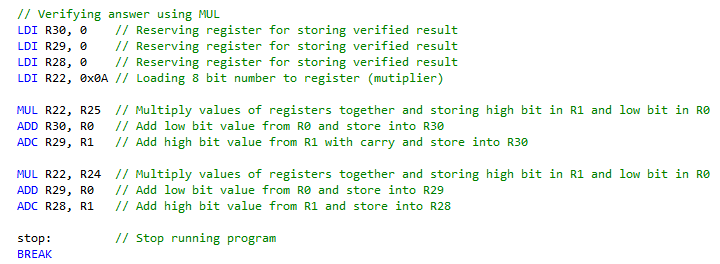 // Verifying answer using MUL
LDI R30, 0 // Reserving register for storing verified result
LDI R29, 0 // Reserving register for storing verified result
LDI R28, 0 // Reserving register for storing verified result
LDI R22, 0x0A // Loading 8 bit number to register (mutiplier)
MUL R22, R25 // Multiply values of registers together and storing high bit in R1 and low bit in R0
ADD R30, R0 // Add low bit value from R0 and store into R30
ADC R29, R1 // Add high bit value from R1 with carry and store into R30
MUL R22, R24 // Multiply values of registers together and storing high bit in R1 and low bit in R0
ADD R29, R0 // Add low bit value from R0 and store into R29
ADC R28, R1 // Add high bit value from R1 and store into R28
stop: // Stop running program
BREAK